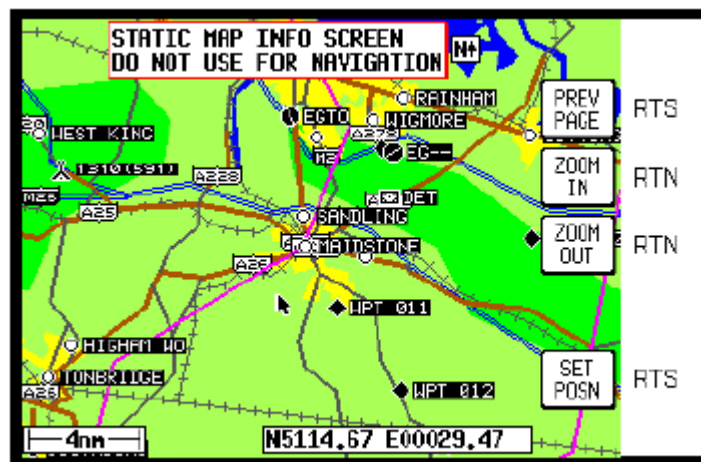 STATIC MAP INFO SCREEN
DO NOT USE FOR NAVIGATION
N
RAINHAM
PREV
PAGE
RTS
EGTO
WIGMORE
WEST KING
A278
M2
EG--
1310(591)
ZOOM
IN
RTN
A228
M26
DET
A25
SANDLING
ZOOM
OUT
RTN
MAIDSTONE
A26
WPT 011
HIGHAM WO
TONBRIDGE
SET
POSN
RTS
A26
WPT 012
4nm
N5114.67 E00029.47